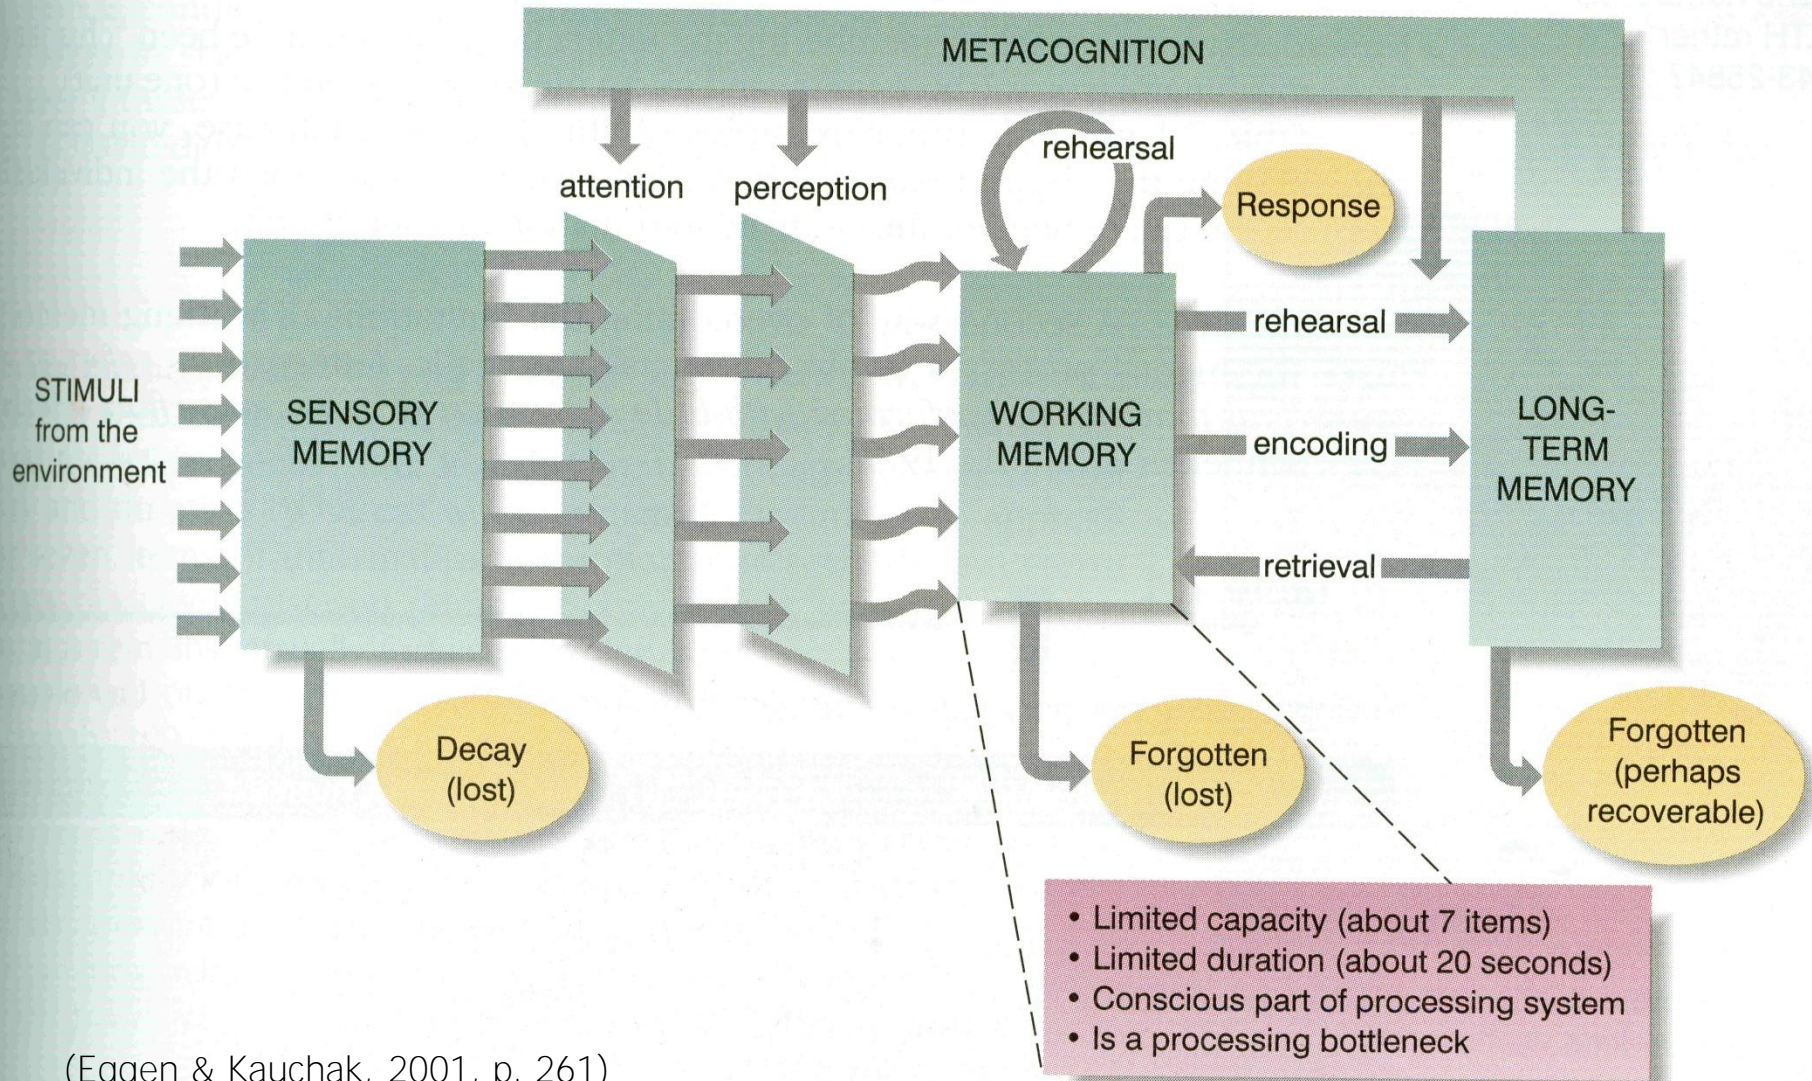 METACOGNITION
attention
perception
rehearsal
Response
STIMULI
from the
environment
SENSORY
MEMORY
WORKING
MEMORY
rehearsal
encoding
retrieval
LONG-
TERM
MEMORY
Decay
(lost)
Forgotten
(lost)
Forgotten
(perhaps
recoverable)
• Limited capacity (about 7 items)
• Limited duration (about 20 seconds)
• Conscious part of processing system
• Is a processing bottleneck
(Eggen & Kauchak, 2001, p. 261)